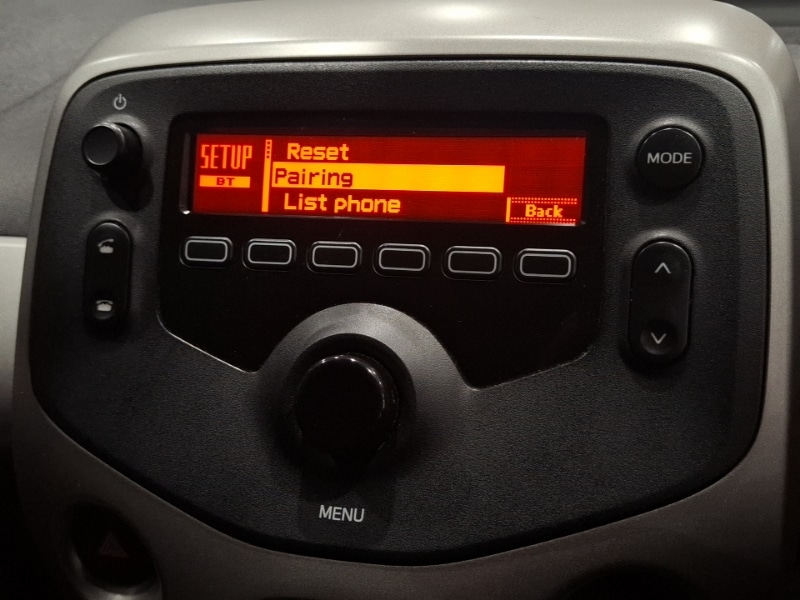 SETUP
BT
Reset
Pairing
List phone
Back
MODE
MENU